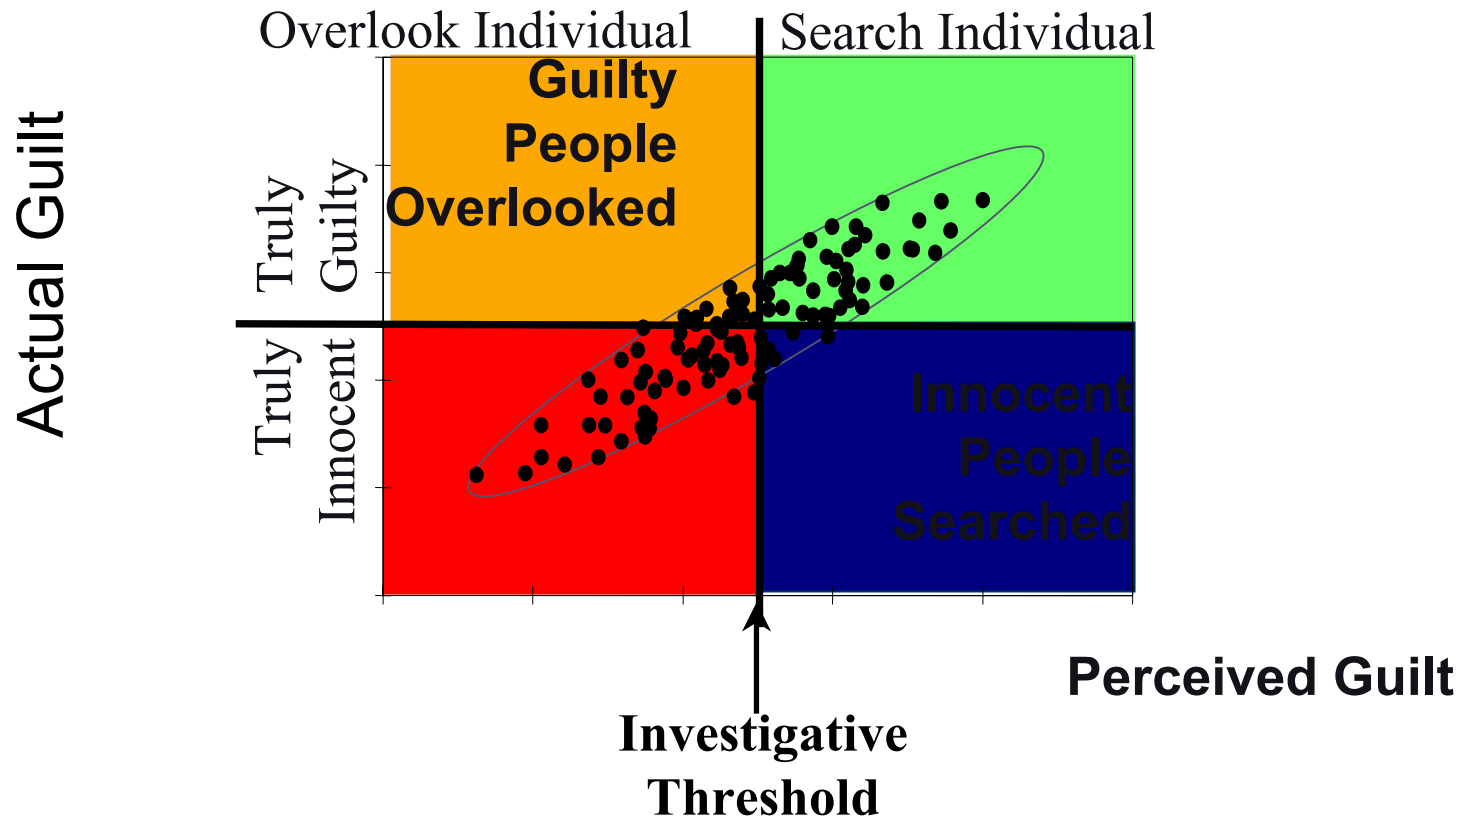 Overlook Individual
Search Individual
Guilty
People
Overlooked
Actual Guilt
Truly
Guilty
Truly
Innocent
Innocent
People
Searched
Perceived Guilt
Investigative
Threshold